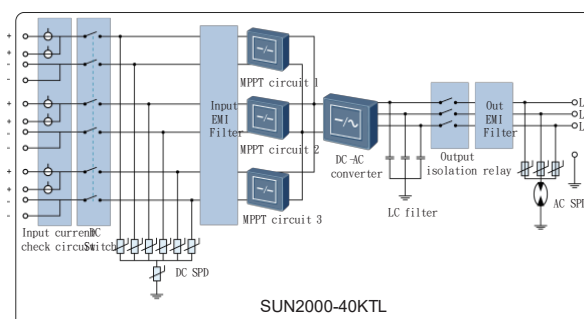 +
+
-
-
+
+
-
-
+
+
-
-
Input current
check circuit
DC
Switch
DC SPD
Input
EMI
Filter
MPPT circuit 1
MPPT circuit 2
MPPT circuit 3
DC-AC
converter
LC filter
Output
isolation relay
Out
EMI
Filter
L
L
L
AC SPD
SUN2000-40KTL